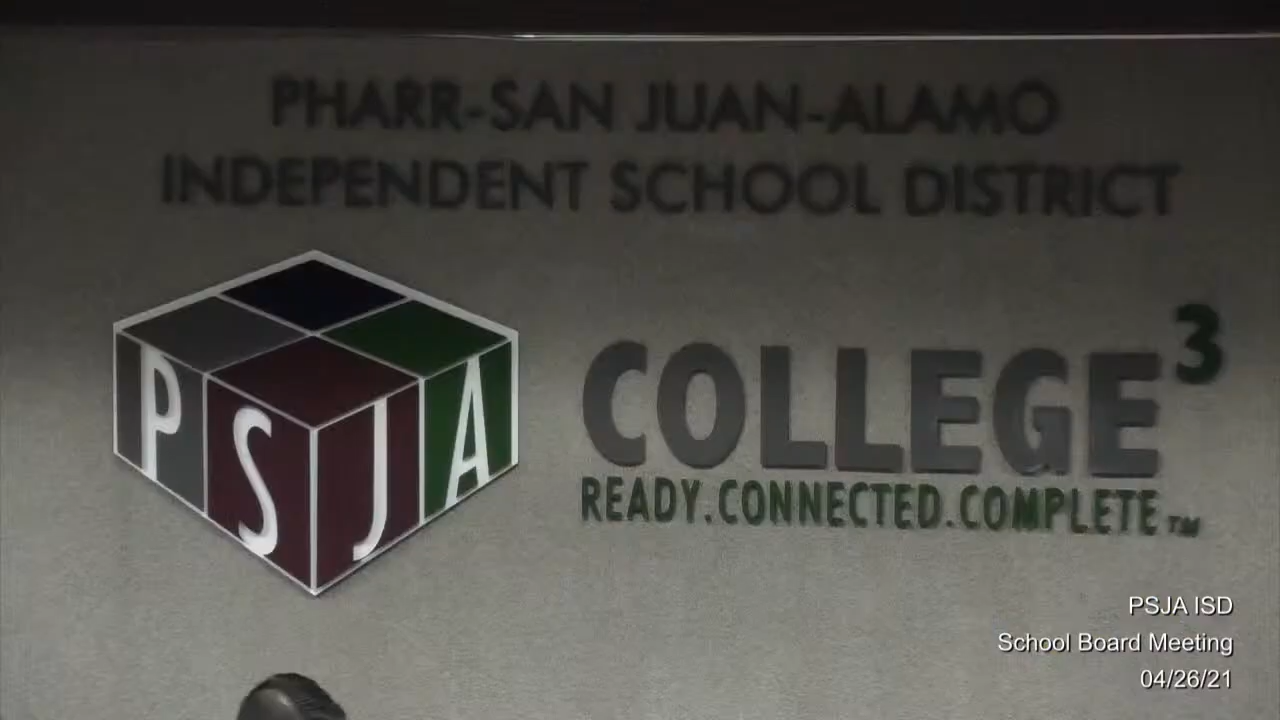 PHARR-SAN JUAN-ALAMO
INDEPENDENT SCHOOL DISTRICT
PSJA
COLLEGE³
READY.CONNECTED.COMPLETE™
PSJA ISD
School Board Meeting
04/26/21